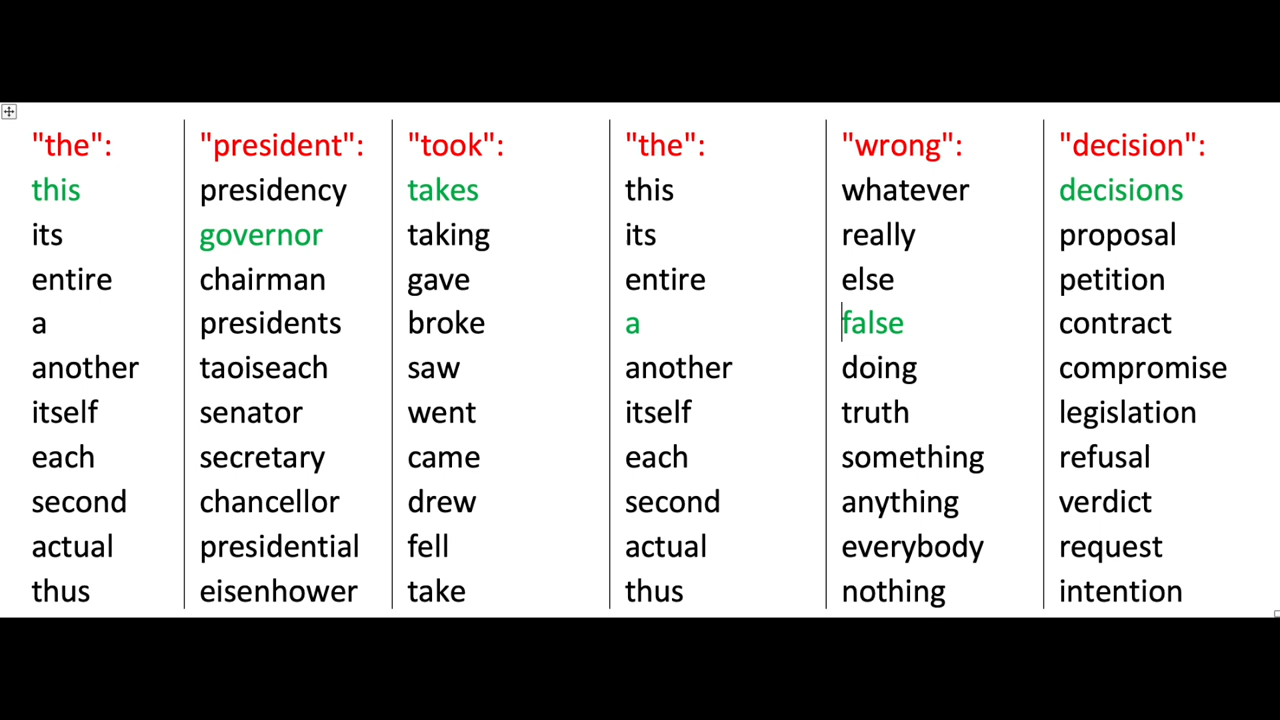 "the": "president": "took": "the": "wrong": "decision":
this presidency takes this whatever decisions
its governor taking its really proposal
entire chairman gave entire else petition
a presidents broke a false contract
another taoiseach saw another doing compromise
itself senator went itself truth legislation
each secretary came each something refusal
second chancellor drew second anything verdict
actual presidential fell actual everybody request
thus eisenhower take thus nothing intention